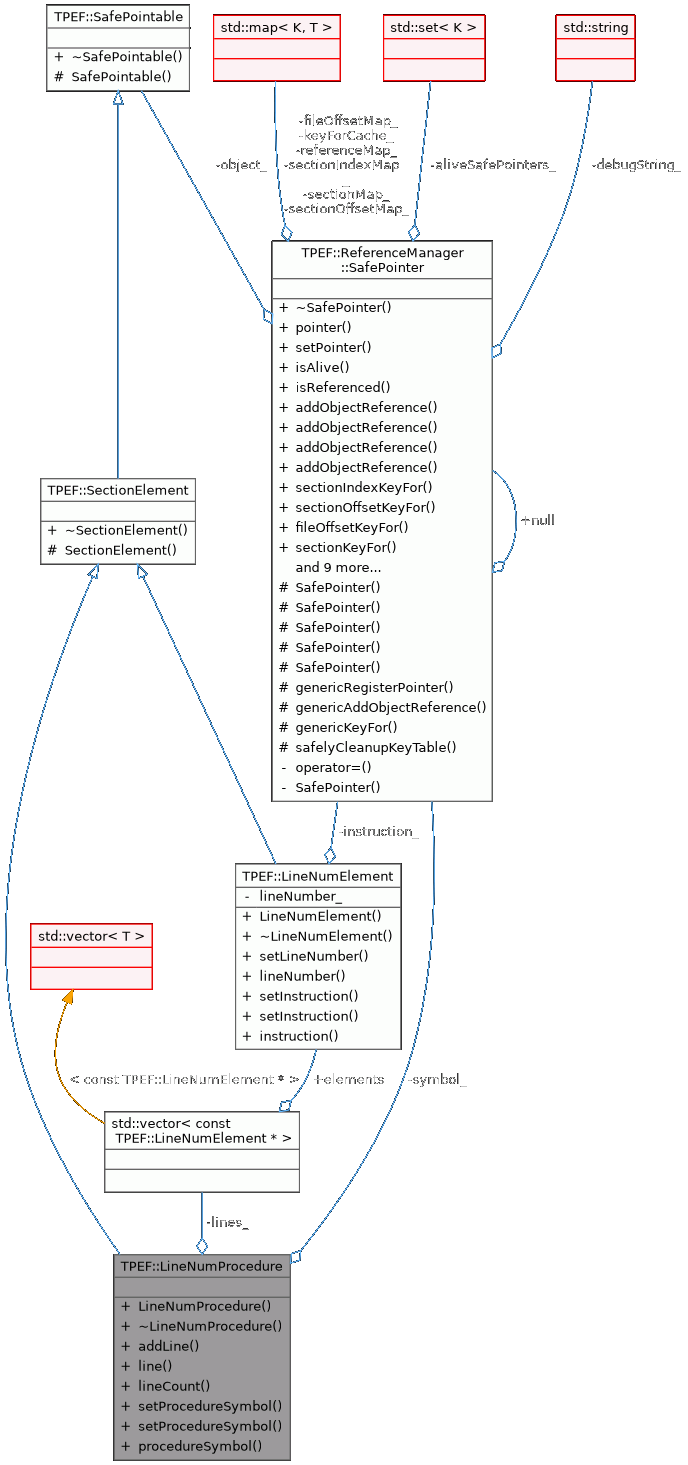 TPEF::SafePointable
+ ~SafePointable()
# SafePointable()
std::map< K, T >
std::set< K >
std::string
-object_
-fileOffsetMap_
-keyForCache_
-referenceMap_
-sectionIndexMap
_
-sectionMap_
-sectionOffsetMap_
-aliveSafePointers_
-debugString_
TPEF::ReferenceManager
::SafePointer
+ ~SafePointer()
+ pointer()
+ setPointer()
+ isAlive()
+ isReferenced()
+ addObjectReference()
+ addObjectReference()
+ addObjectReference()
+ addObjectReference()
+ sectionIndexKeyFor()
+ sectionOffsetKeyFor()
+ fileOffsetKeyFor()
+ sectionKeyFor()
and 9 more...
# SafePointer()
# SafePointer()
# SafePointer()
# SafePointer()
# SafePointer()
# genericRegisterPointer()
# genericAddObjectReference()
# genericKeyFor()
# safelyCleanupKeyTable()
- operator=()
- SafePointer()
+null
TPEF::SectionElement
+ ~SectionElement()
# SectionElement()
-instruction_
TPEF::LineNumElement
- lineNumber_
+ LineNumElement()
+ ~LineNumElement()
+ setLineNumber()
+ lineNumber()
+ setInstruction()
+ setInstruction()
+ instruction()
std::vector< T >
< const TPEF::LineNumElement * >
+elements
-symbol_
std::vector< const
TPEF::LineNumElement * >
-lines_
TPEF::LineNumProcedure
+ LineNumProcedure()
+ ~LineNumProcedure()
+ addLine()
+ line()
+ lineCount()
+ setProcedureSymbol()
+ setProcedureSymbol()
+ procedureSymbol()